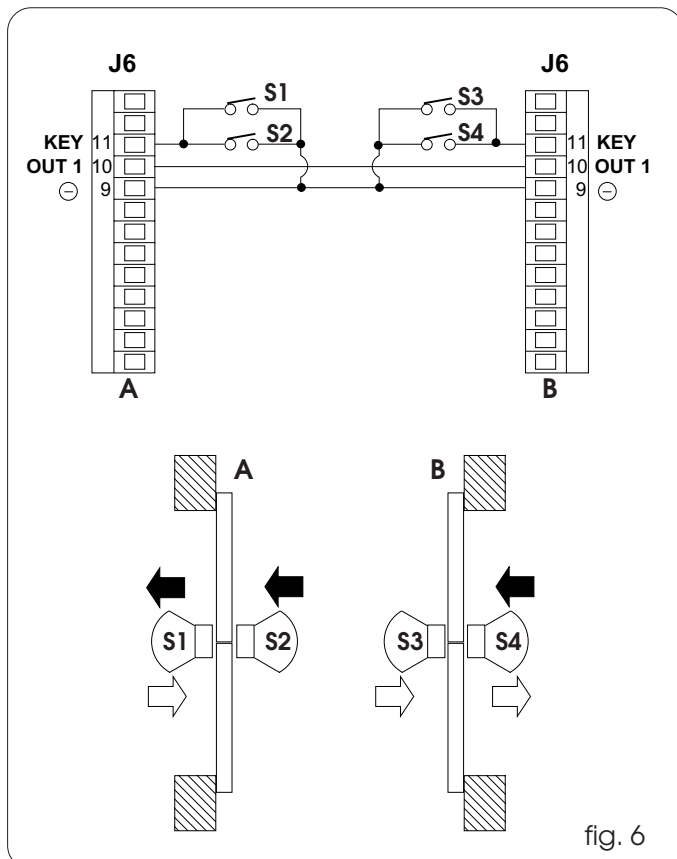 J6 J6
S1 S3
KEY 11 S2 S4 11 KEY
OUT 1 10 10 OUT 1
⊖ 9 9 ⊖
A B
A B
S1 S2 S3 S4
fig. 6